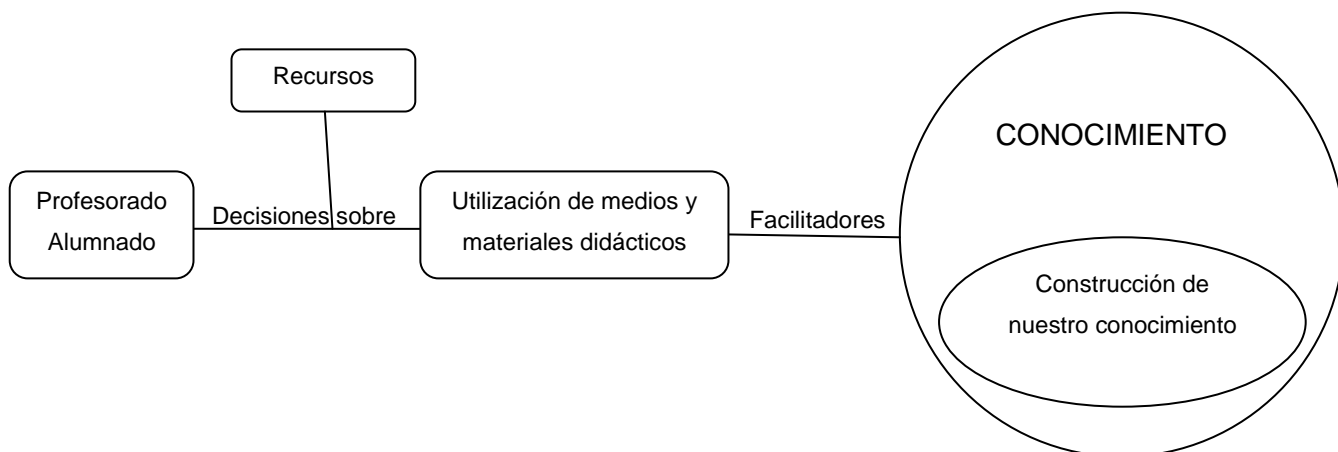 Recursos
Profesorado
Alumnado
Decisiones sobre
Utilización de medios y
materiales didácticos
Facilitadores
CONOCIMIENTO
Construcción de
nuestro conocimiento